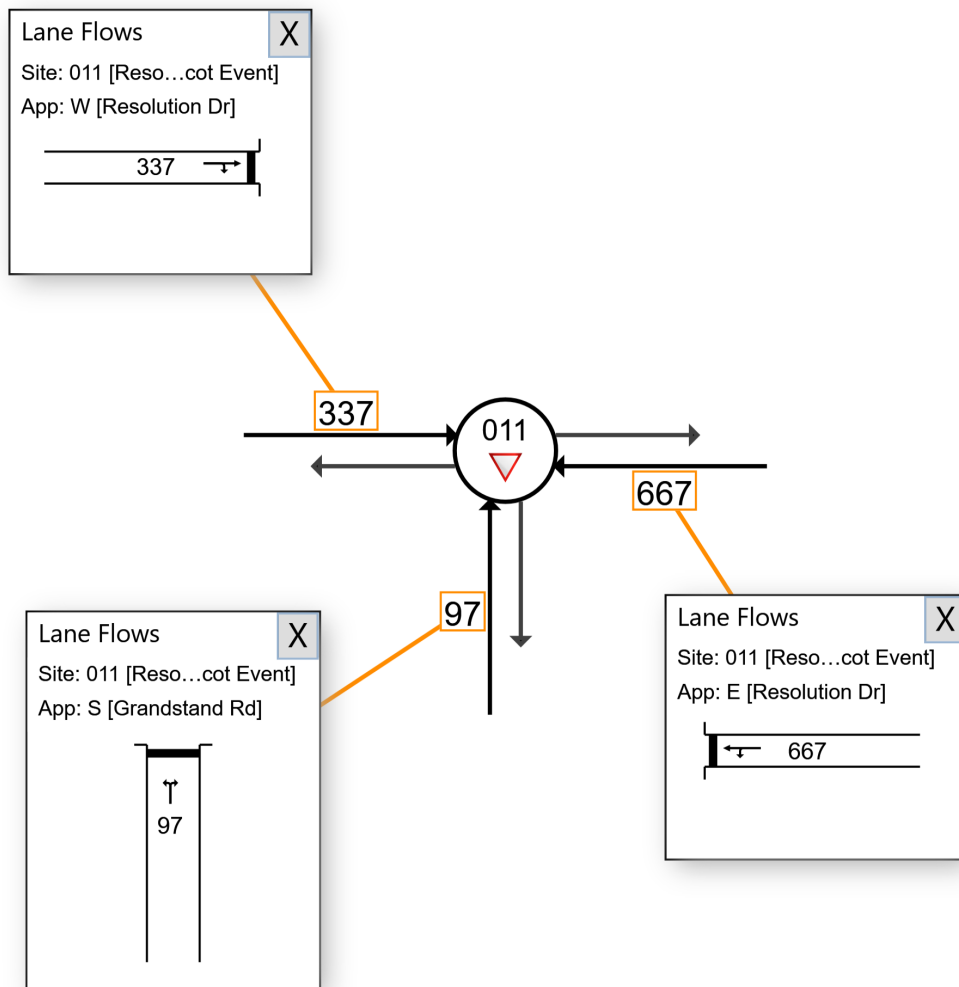 Lane Flows
X
Site: 011 [Reso…cot Event]
App: W [Resolution Dr]
337
337
011
667
97
Lane Flows
X
Site: 011 [Reso…cot Event]
App: S [Grandstand Rd]
97
Lane Flows
X
Site: 011 [Reso…cot Event]
App: E [Resolution Dr]
667